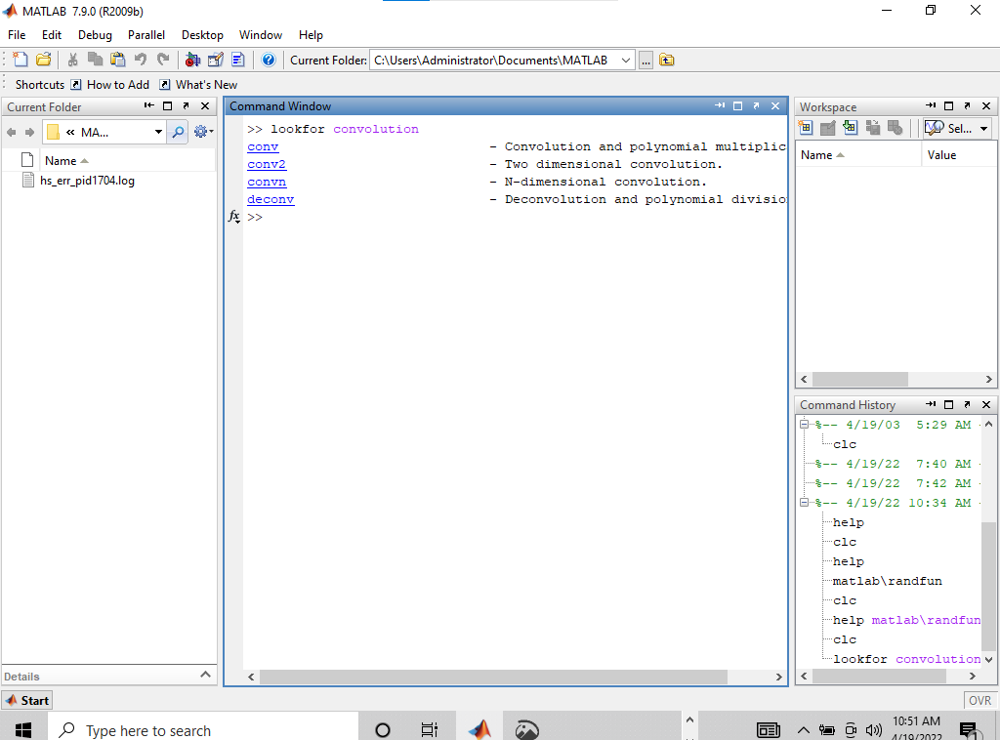 MATLAB 7.9.0 (R2009b)
File Edit Debug Parallel Desktop Window Help
Current Folder: C:\Users\Administrator\Documents\MATLAB ...
Shortcuts How to Add What's New
Current Folder
« MA...
Name
hs_err_pid1704.log
Details
Command Window
>> lookfor convolution
conv - Convolution and polynomial multiplic
conv2 - Two dimensional convolution.
convn - N-dimensional convolution.
deconv - Deconvolution and polynomial divisio
fx >>
Workspace
Sel...
Name Value
Command History
%-- 4/19/03 5:29 AM -
clc
%-- 4/19/22 7:40 AM -
%-- 4/19/22 7:42 AM -
%-- 4/19/22 10:34 AM -
help
clc
help
matlab\randfun
clc
help matlab\randfun
clc
lookfor convolution
Start
OVR
Type here to search
10:51 AM
4/19/2022
1